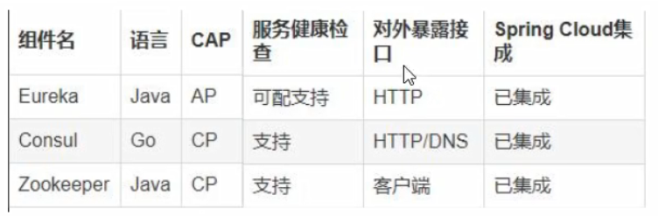 组件名 语言 CAP 服务健康检查 对外暴露接口 Spring Cloud集成
Eureka Java AP 可配支持 HTTP 已集成
Consul Go CP 支持 HTTP/DNS 已集成
Zookeeper Java CP 支持 客户端 已集成